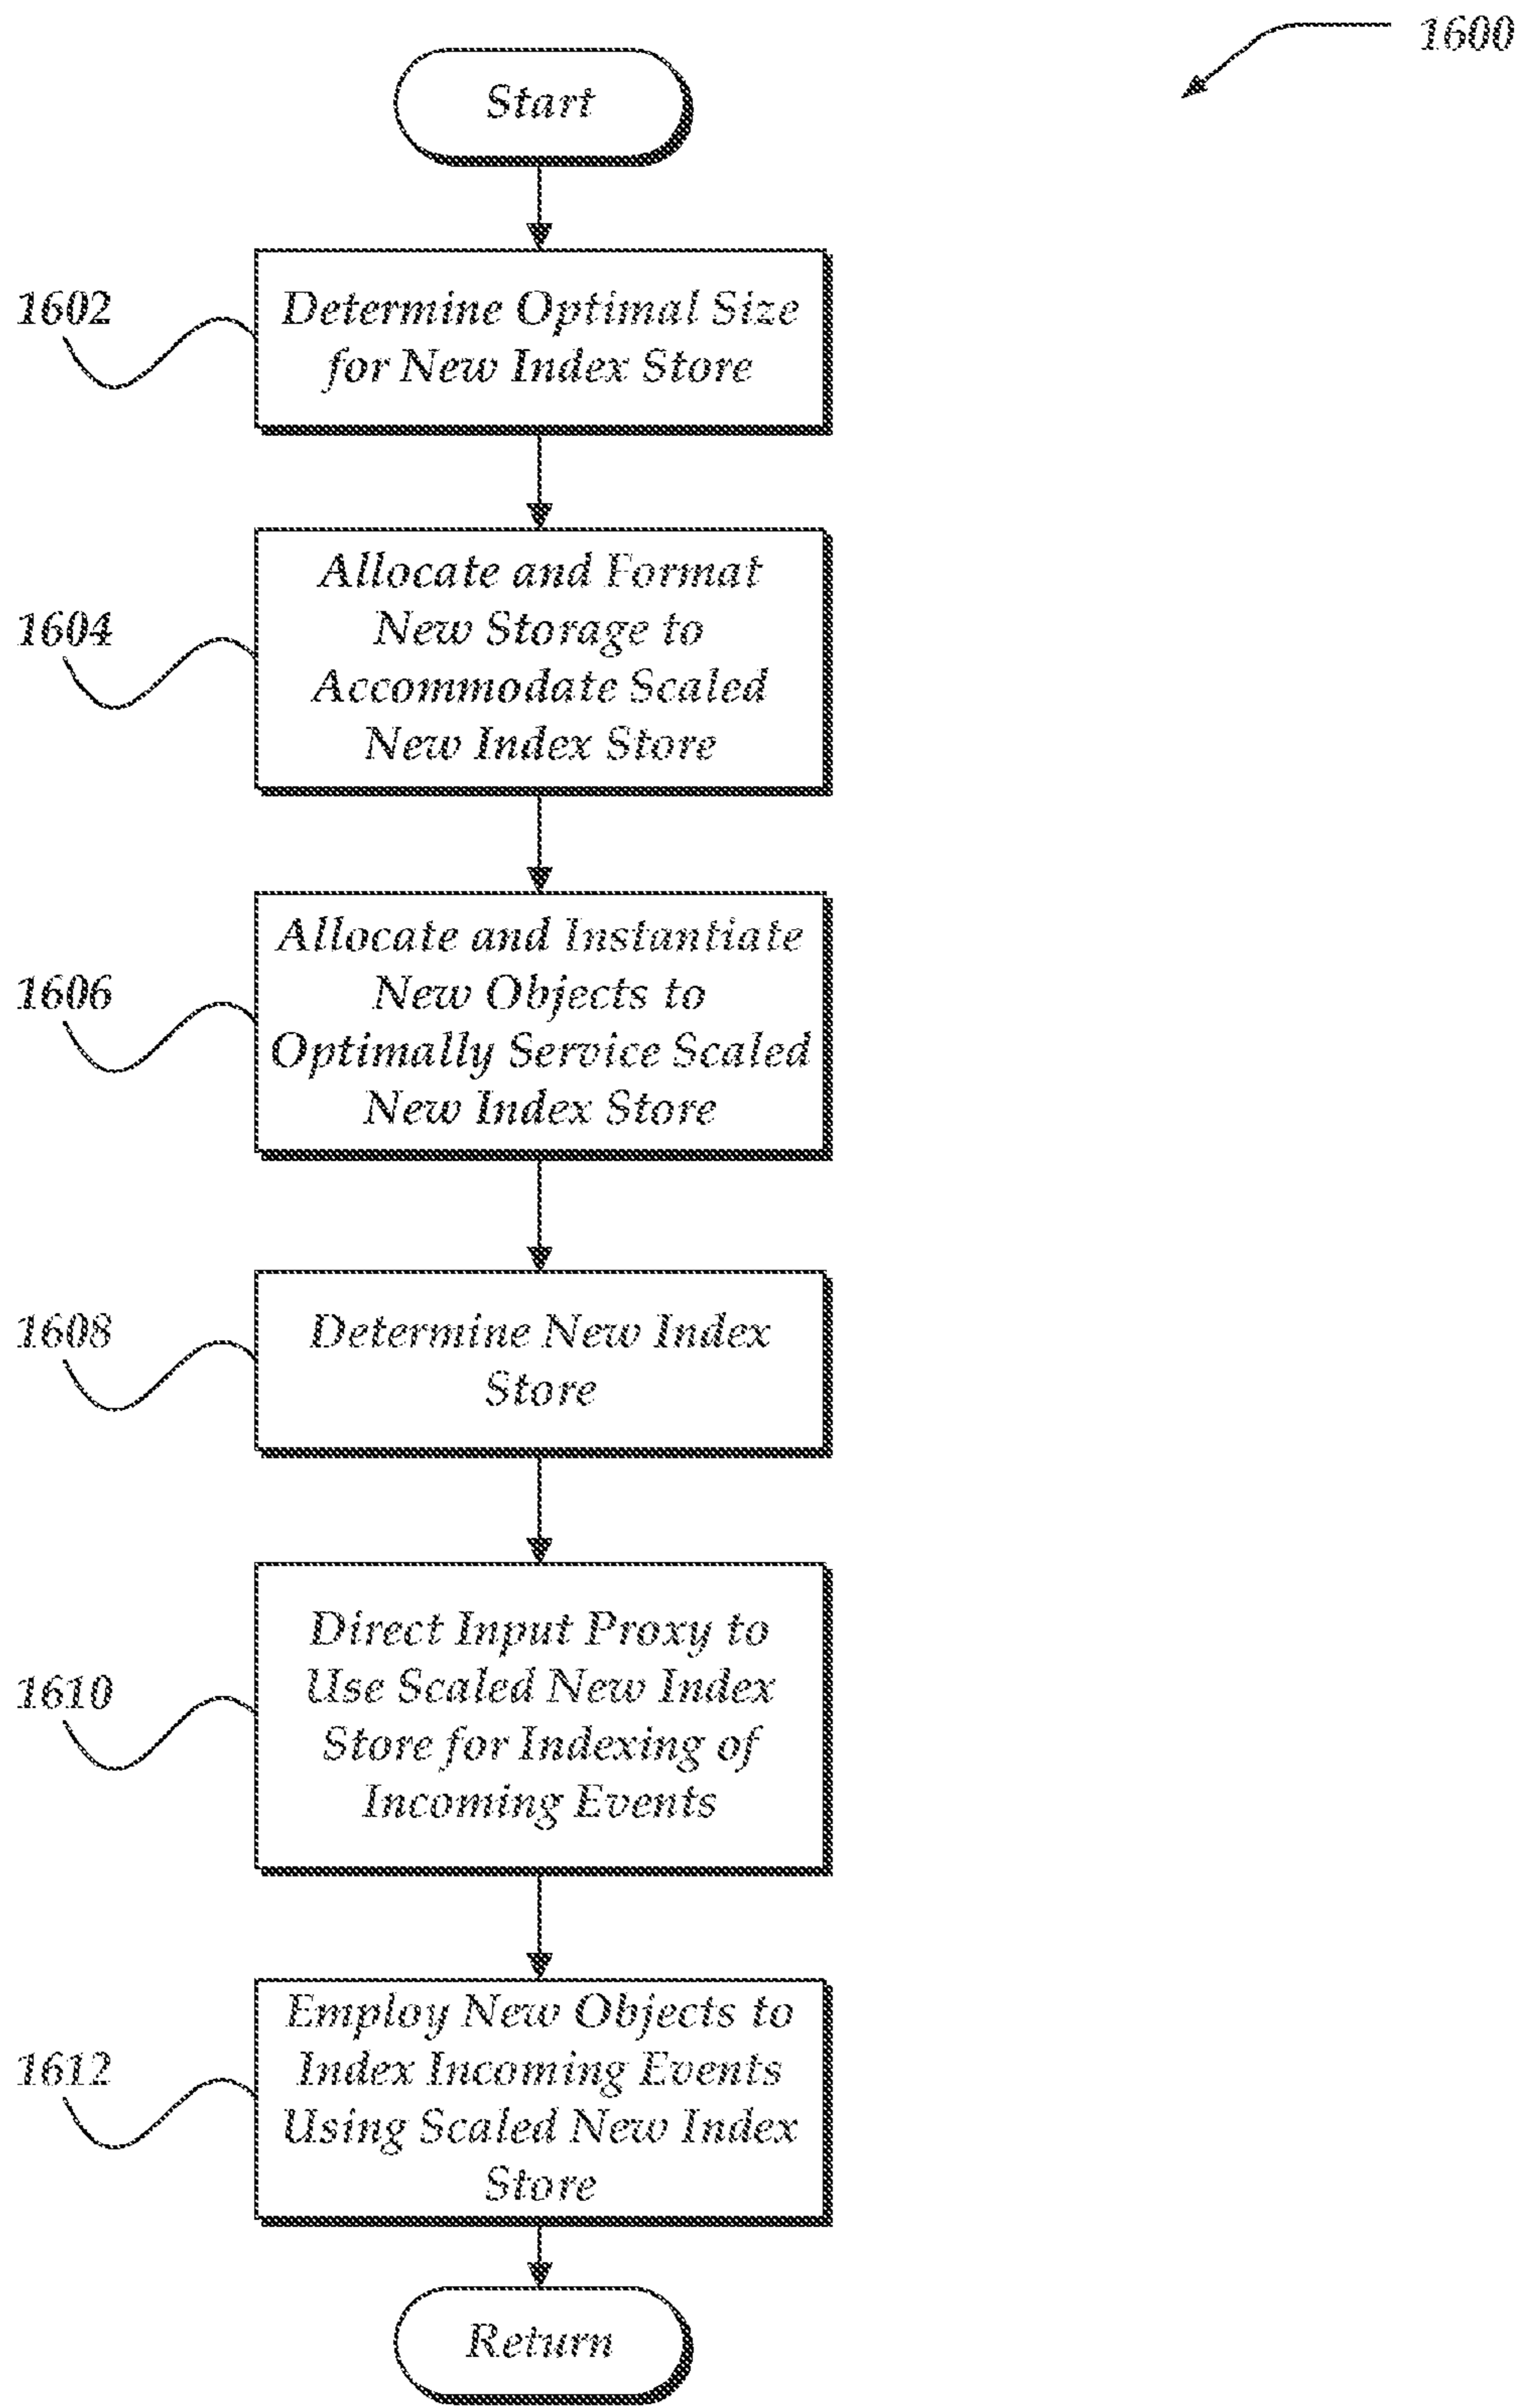 1600
Start
1602
Determine Optimal Size
for New Index Store
1604
Allocate and Format
New Storage to
Accommodate Scaled
New Index Store
1606
Allocate and Instantiate
New Objects to
Optimally Service Scaled
New Index Store
1608
Determine New Index
Store
1610
Direct Input Proxy to
Use Scaled New Index
Store for Indexing of
Incoming Events
1612
Employ New Objects to
Index Incoming Events
Using Scaled New Index
Store
Return